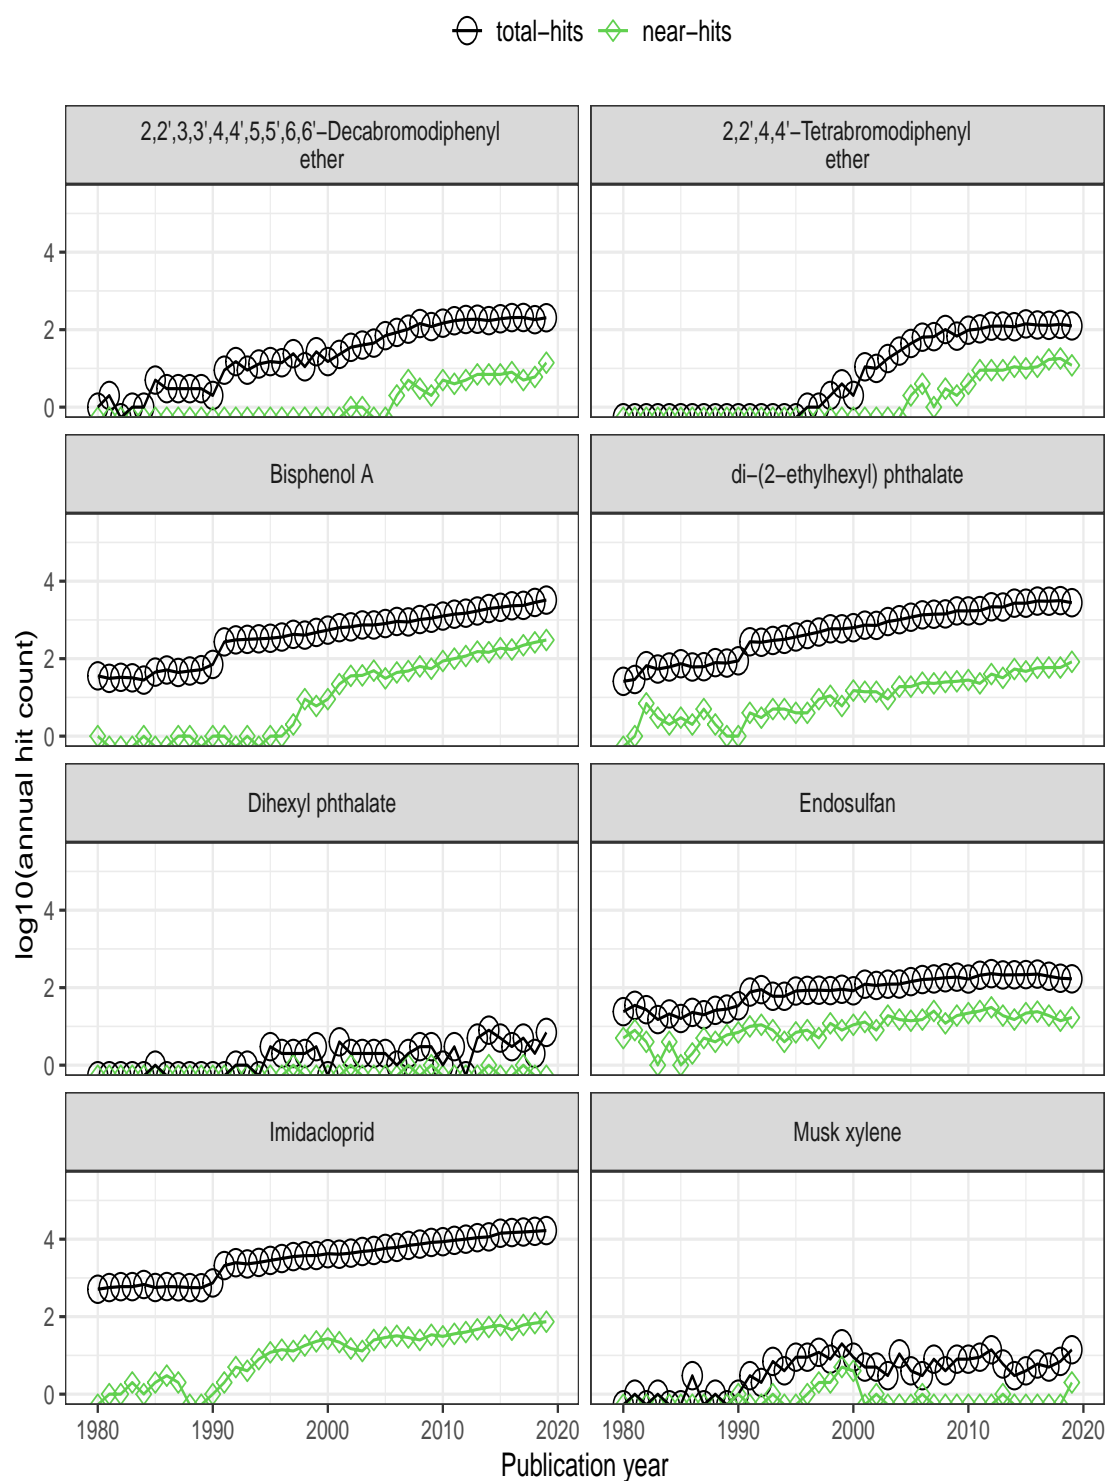 total−hits near−hits
2,2',3,3',4,4',5,5',6,6'−Decabromodiphenyl
ether
2,2',4,4'−Tetrabromodiphenyl
ether
4
2
0
Bisphenol A
di−(2−ethylhexyl) phthalate
4
2
0
Dihexyl phthalate
Endosulfan
4
2
0
Imidacloprid
Musk xylene
4
2
0
1980 1990 2000 2010 2020
1980 1990 2000 2010 2020
log10(annual hit count)
Publication year